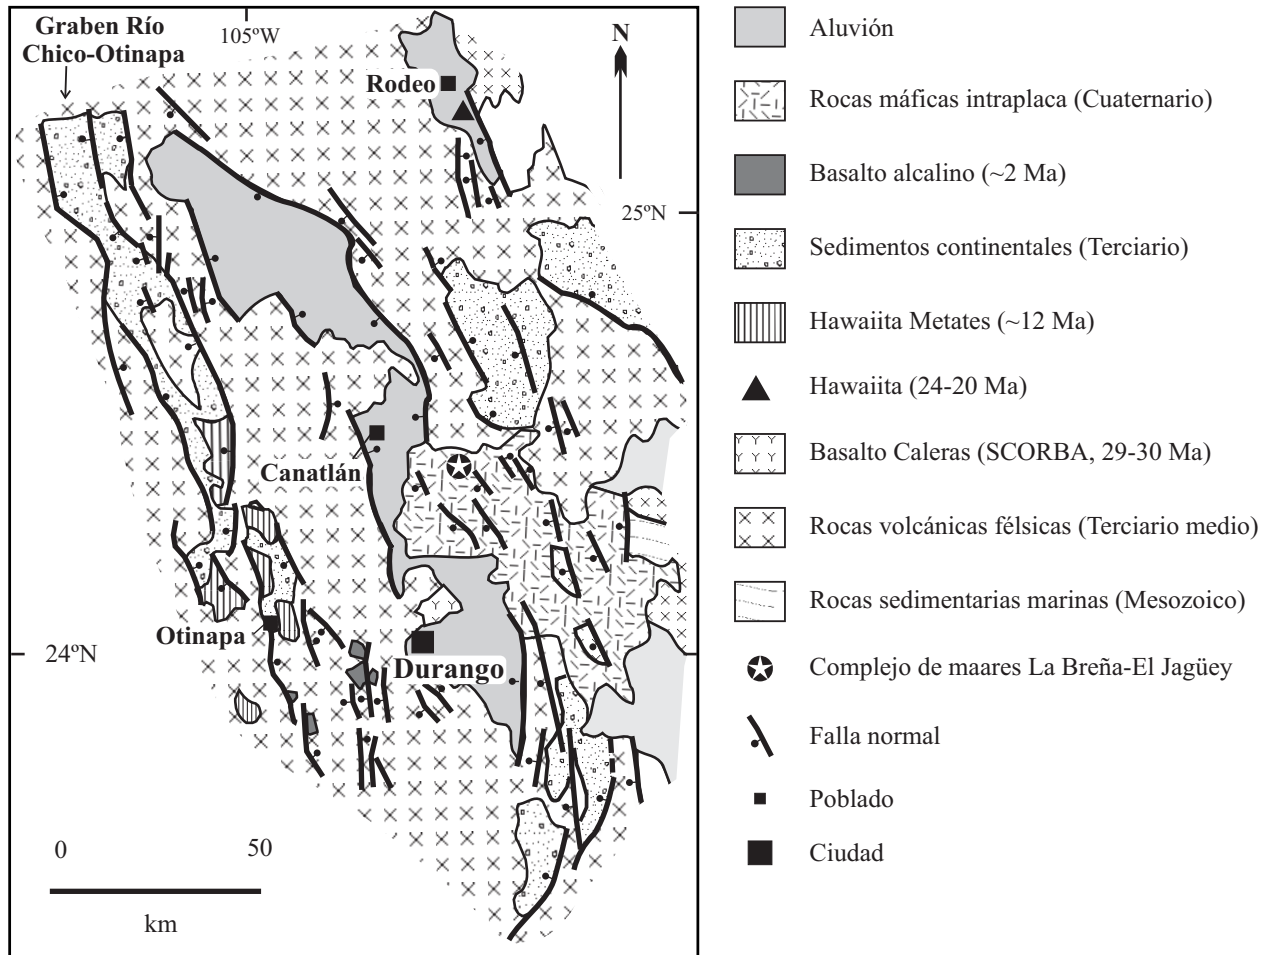 Graben Río
Chico-Otinapa
105ºW
N
Rodeo
25ºN
Canatlán
Otinapa
24ºN
Durango
0 50
km
Aluvión
Rocas máficas intraplaca (Cuaternario)
Basalto alcalino (~2 Ma)
Sedimentos continentales (Terciario)
Hawaiita Metates (~12 Ma)
Hawaiita (24-20 Ma)
Basalto Caleras (SCORBA, 29-30 Ma)
Rocas volcánicas félsicas (Terciario medio)
Rocas sedimentarias marinas (Mesozoico)
Complejo de maares La Breña-El Jagüey
Falla normal
Poblado
Ciudad